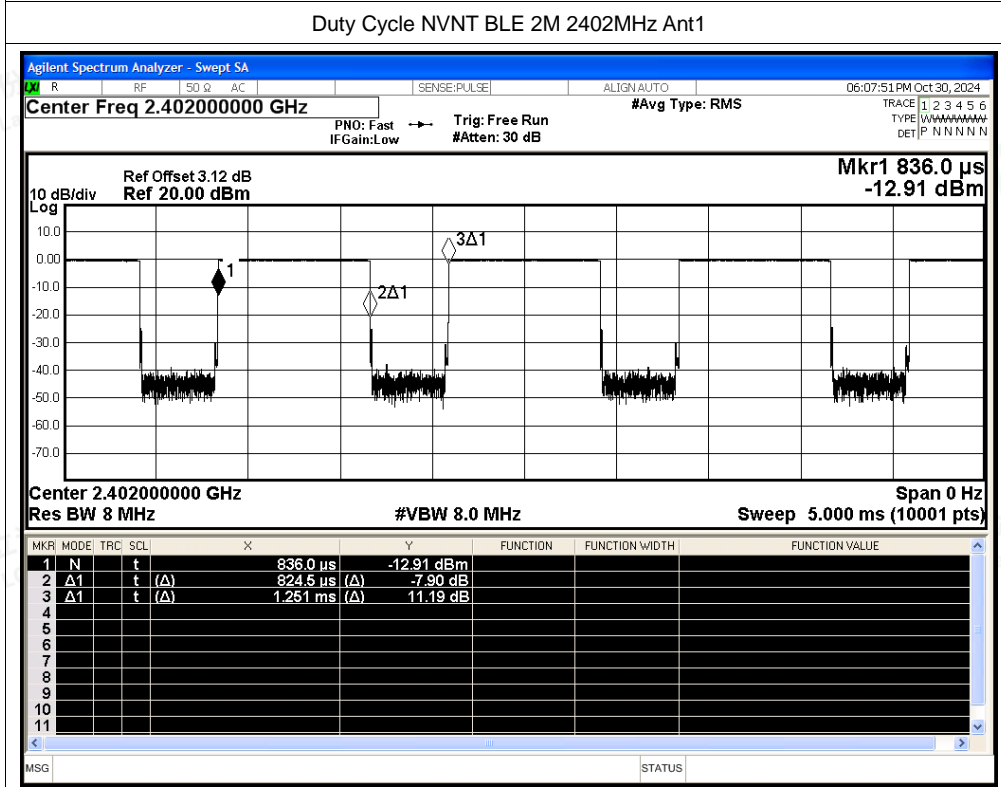 Duty Cycle NVNT BLE 2M 2402MHz Ant1
Agilent Spectrum Analyzer - Swept SA
LXI R RF 50 Ω AC SENSE:PULSE ALIGN AUTO 06:07:51 PM Oct 30, 2024
Center Freq 2.402000000 GHz #Avg Type: RMS TRACE 1 2 3 4 5 6
PNO: Fast Trig: Free Run TYPE W
IFGain:Low #Atten: 30 dB DET P N N N N N
Mkr1 836.0 µs
Ref Offset 3.12 dB
10 dB/div Ref 20.00 dBm -12.91 dBm
Log
10.0
3Δ1
0.00
1
-10.0
2Δ1
-20.0
-30.0
-40.0
-50.0
-60.0
-70.0
Center 2.402000000 GHz Span 0 Hz
Res BW 8 MHz #VBW 8.0 MHz Sweep 5.000 ms (10001 pts)
MKR MODE TRC SCL X Y FUNCTION FUNCTION WIDTH FUNCTION VALUE
1 N t 836.0 µs -12.91 dBm
2 Δ1 t (Δ) 824.5 µs (Δ) -7.90 dB
3 Δ1 t (Δ) 1.251 ms (Δ) 11.19 dB
4
5
6
7
8
9
10
11
MSG STATUS